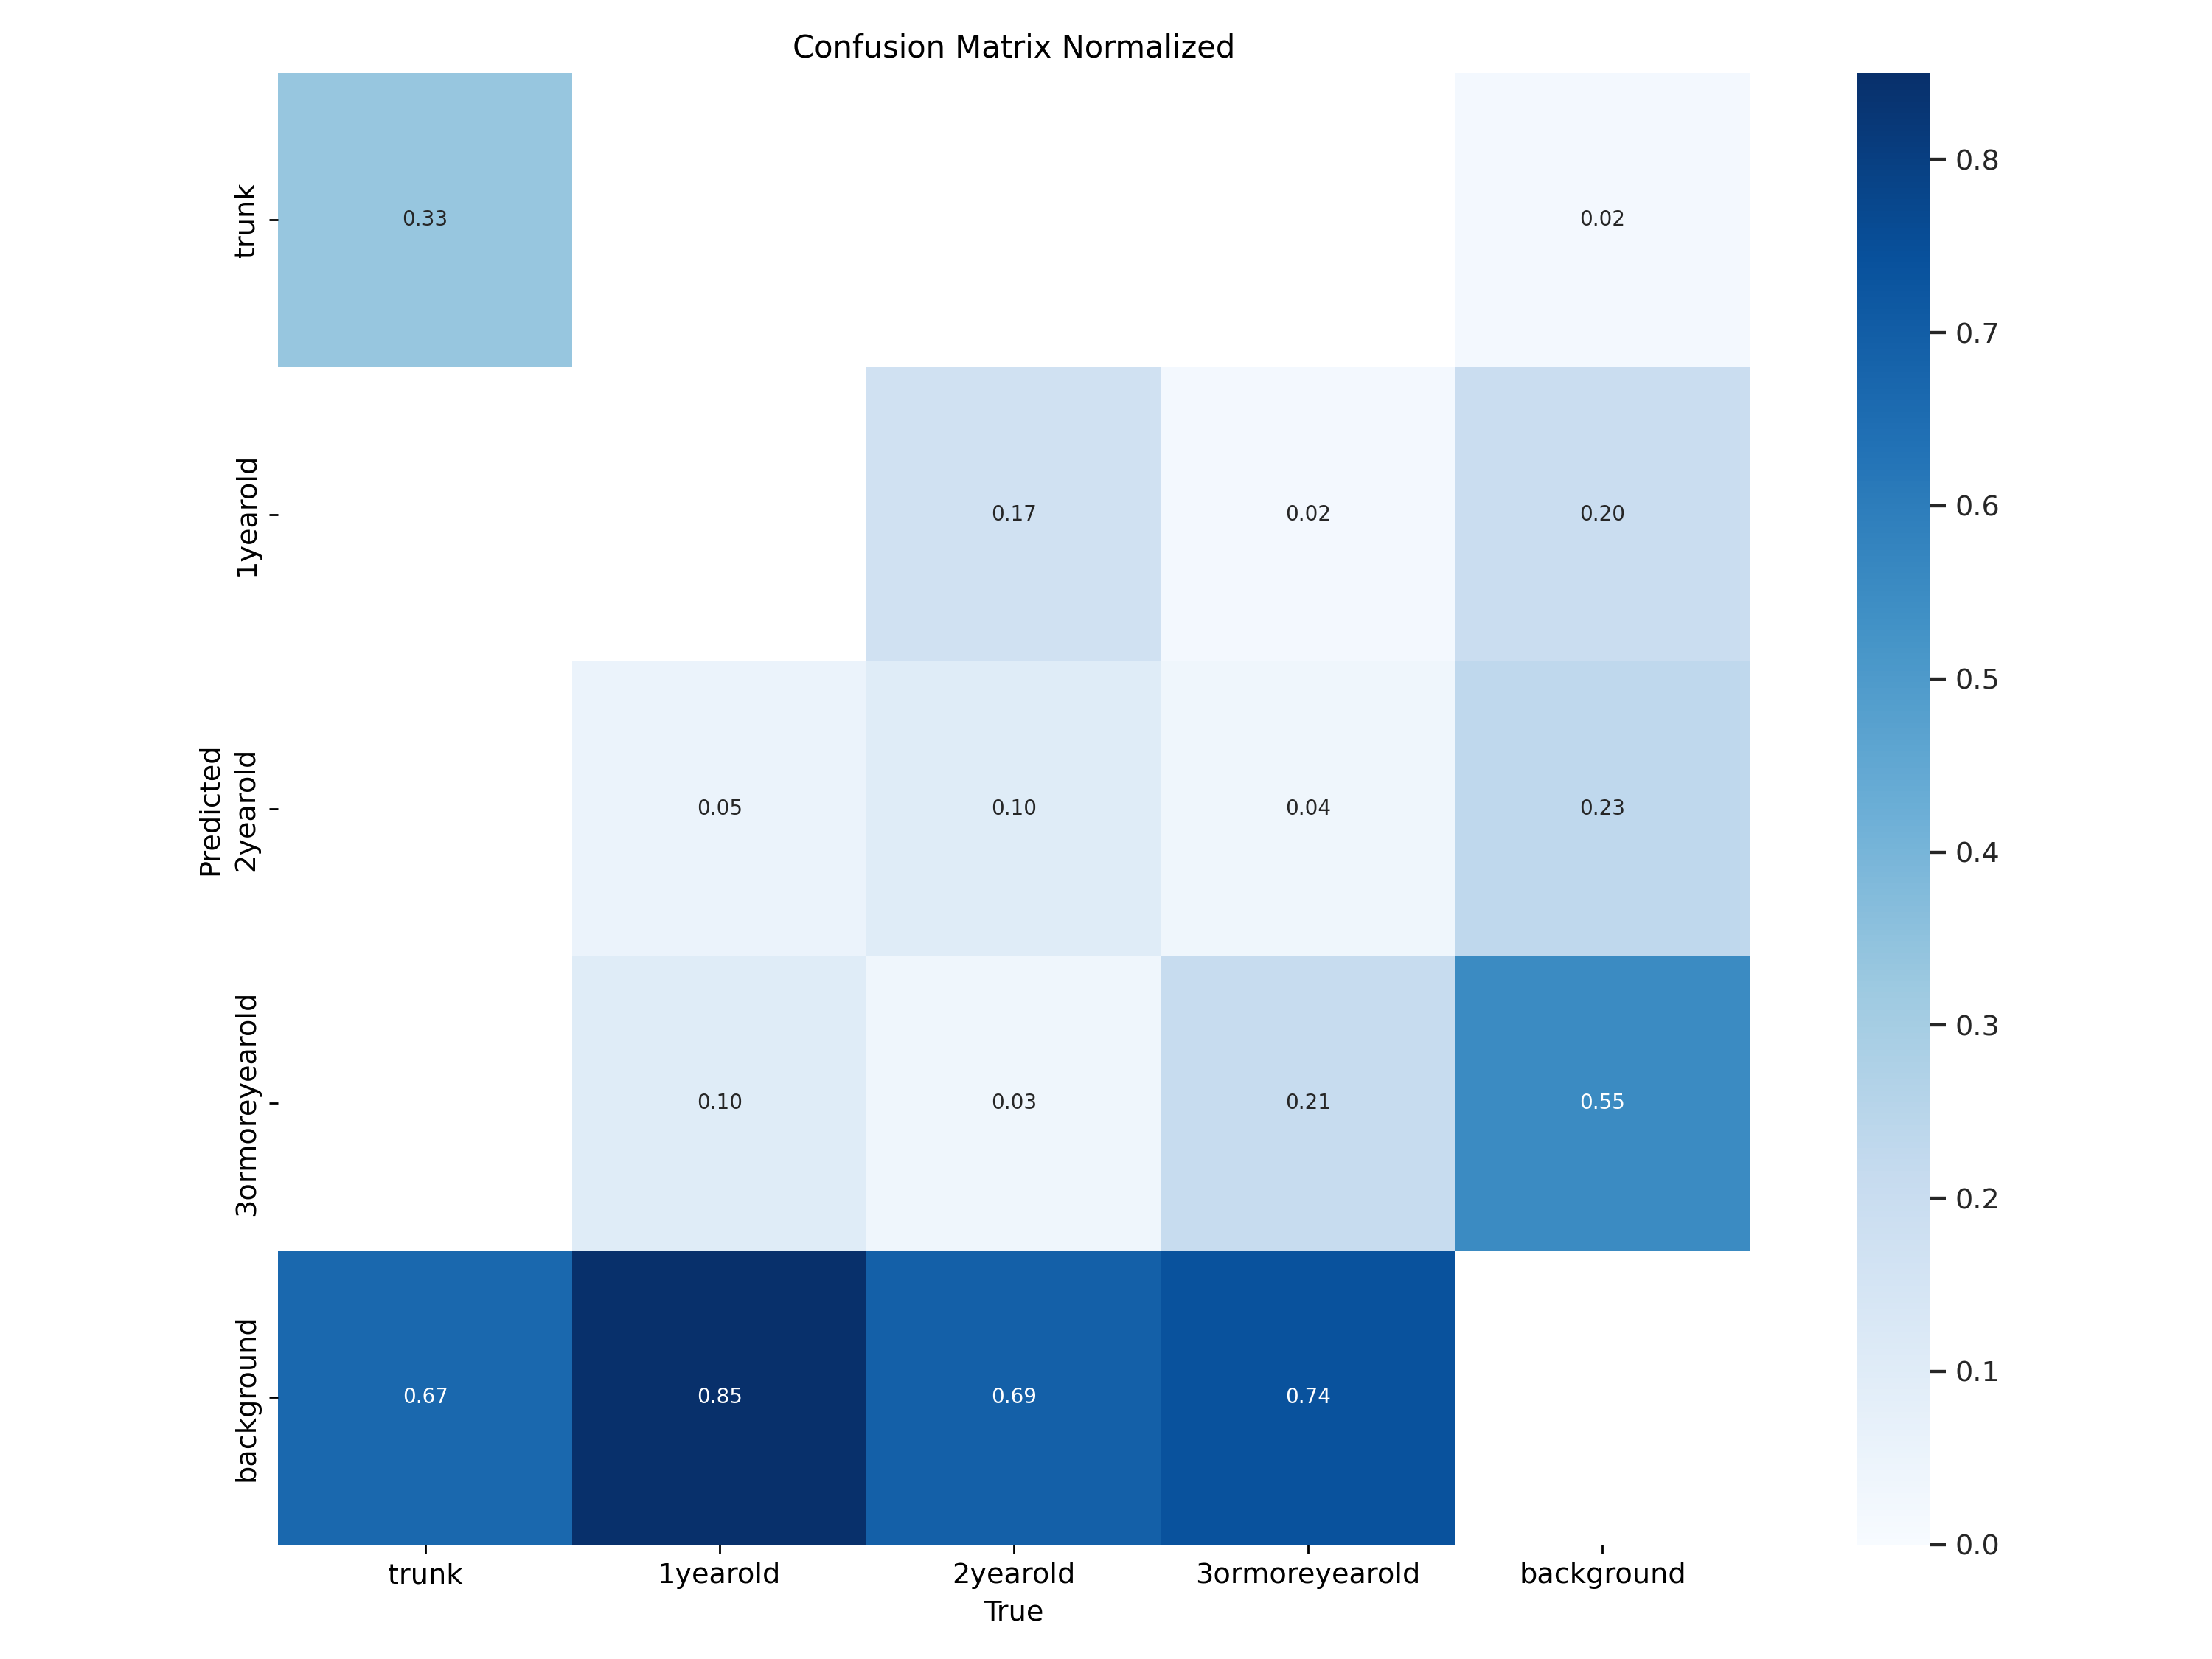 Confusion Matrix Normalized
trunk
0.33
0.02
0.8
0.7
1yearold
0.17
0.02
0.20
0.6
0.5
Predicted
2yearold
0.05
0.10
0.04
0.23
0.4
0.3
3ormoreyearold
0.10
0.03
0.21
0.55
0.2
0.1
background
0.67
0.85
0.69
0.74
0.0
trunk
1yearold
2yearold
3ormoreyearold
background
True